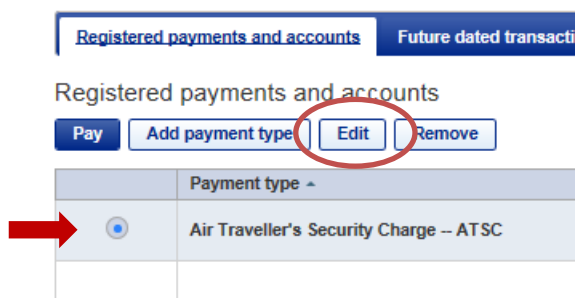 Registered payments and accounts Future dated transacti
Registered payments and accounts
Pay Add payment type Edit Remove
Payment type
Air Traveller's Security Charge -- ATSC